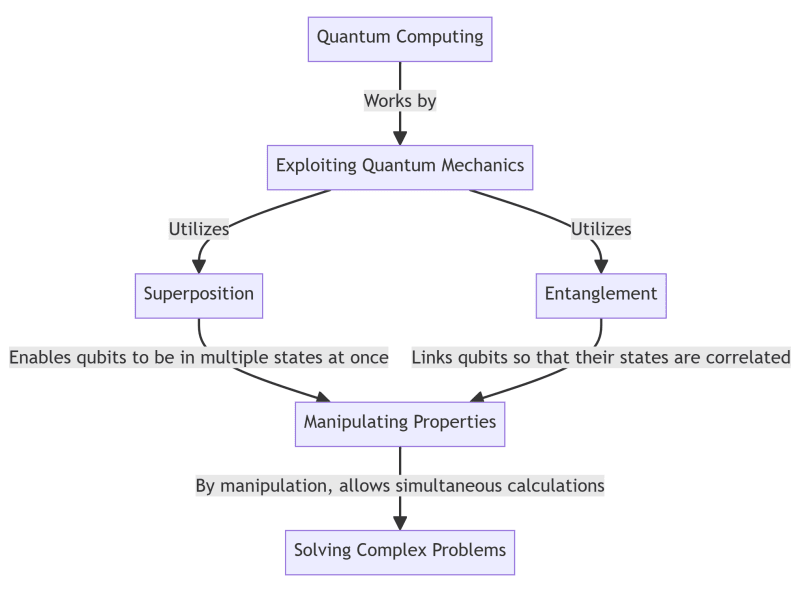 Quantum Computing
Works by
Exploiting Quantum Mechanics
Utilizes
Utilizes
Superposition
Entanglement
Enables qubits to be in multiple states at once
Links qubits so that their states are correlated
Manipulating Properties
By manipulation, allows simultaneous calculations
Solving Complex Problems